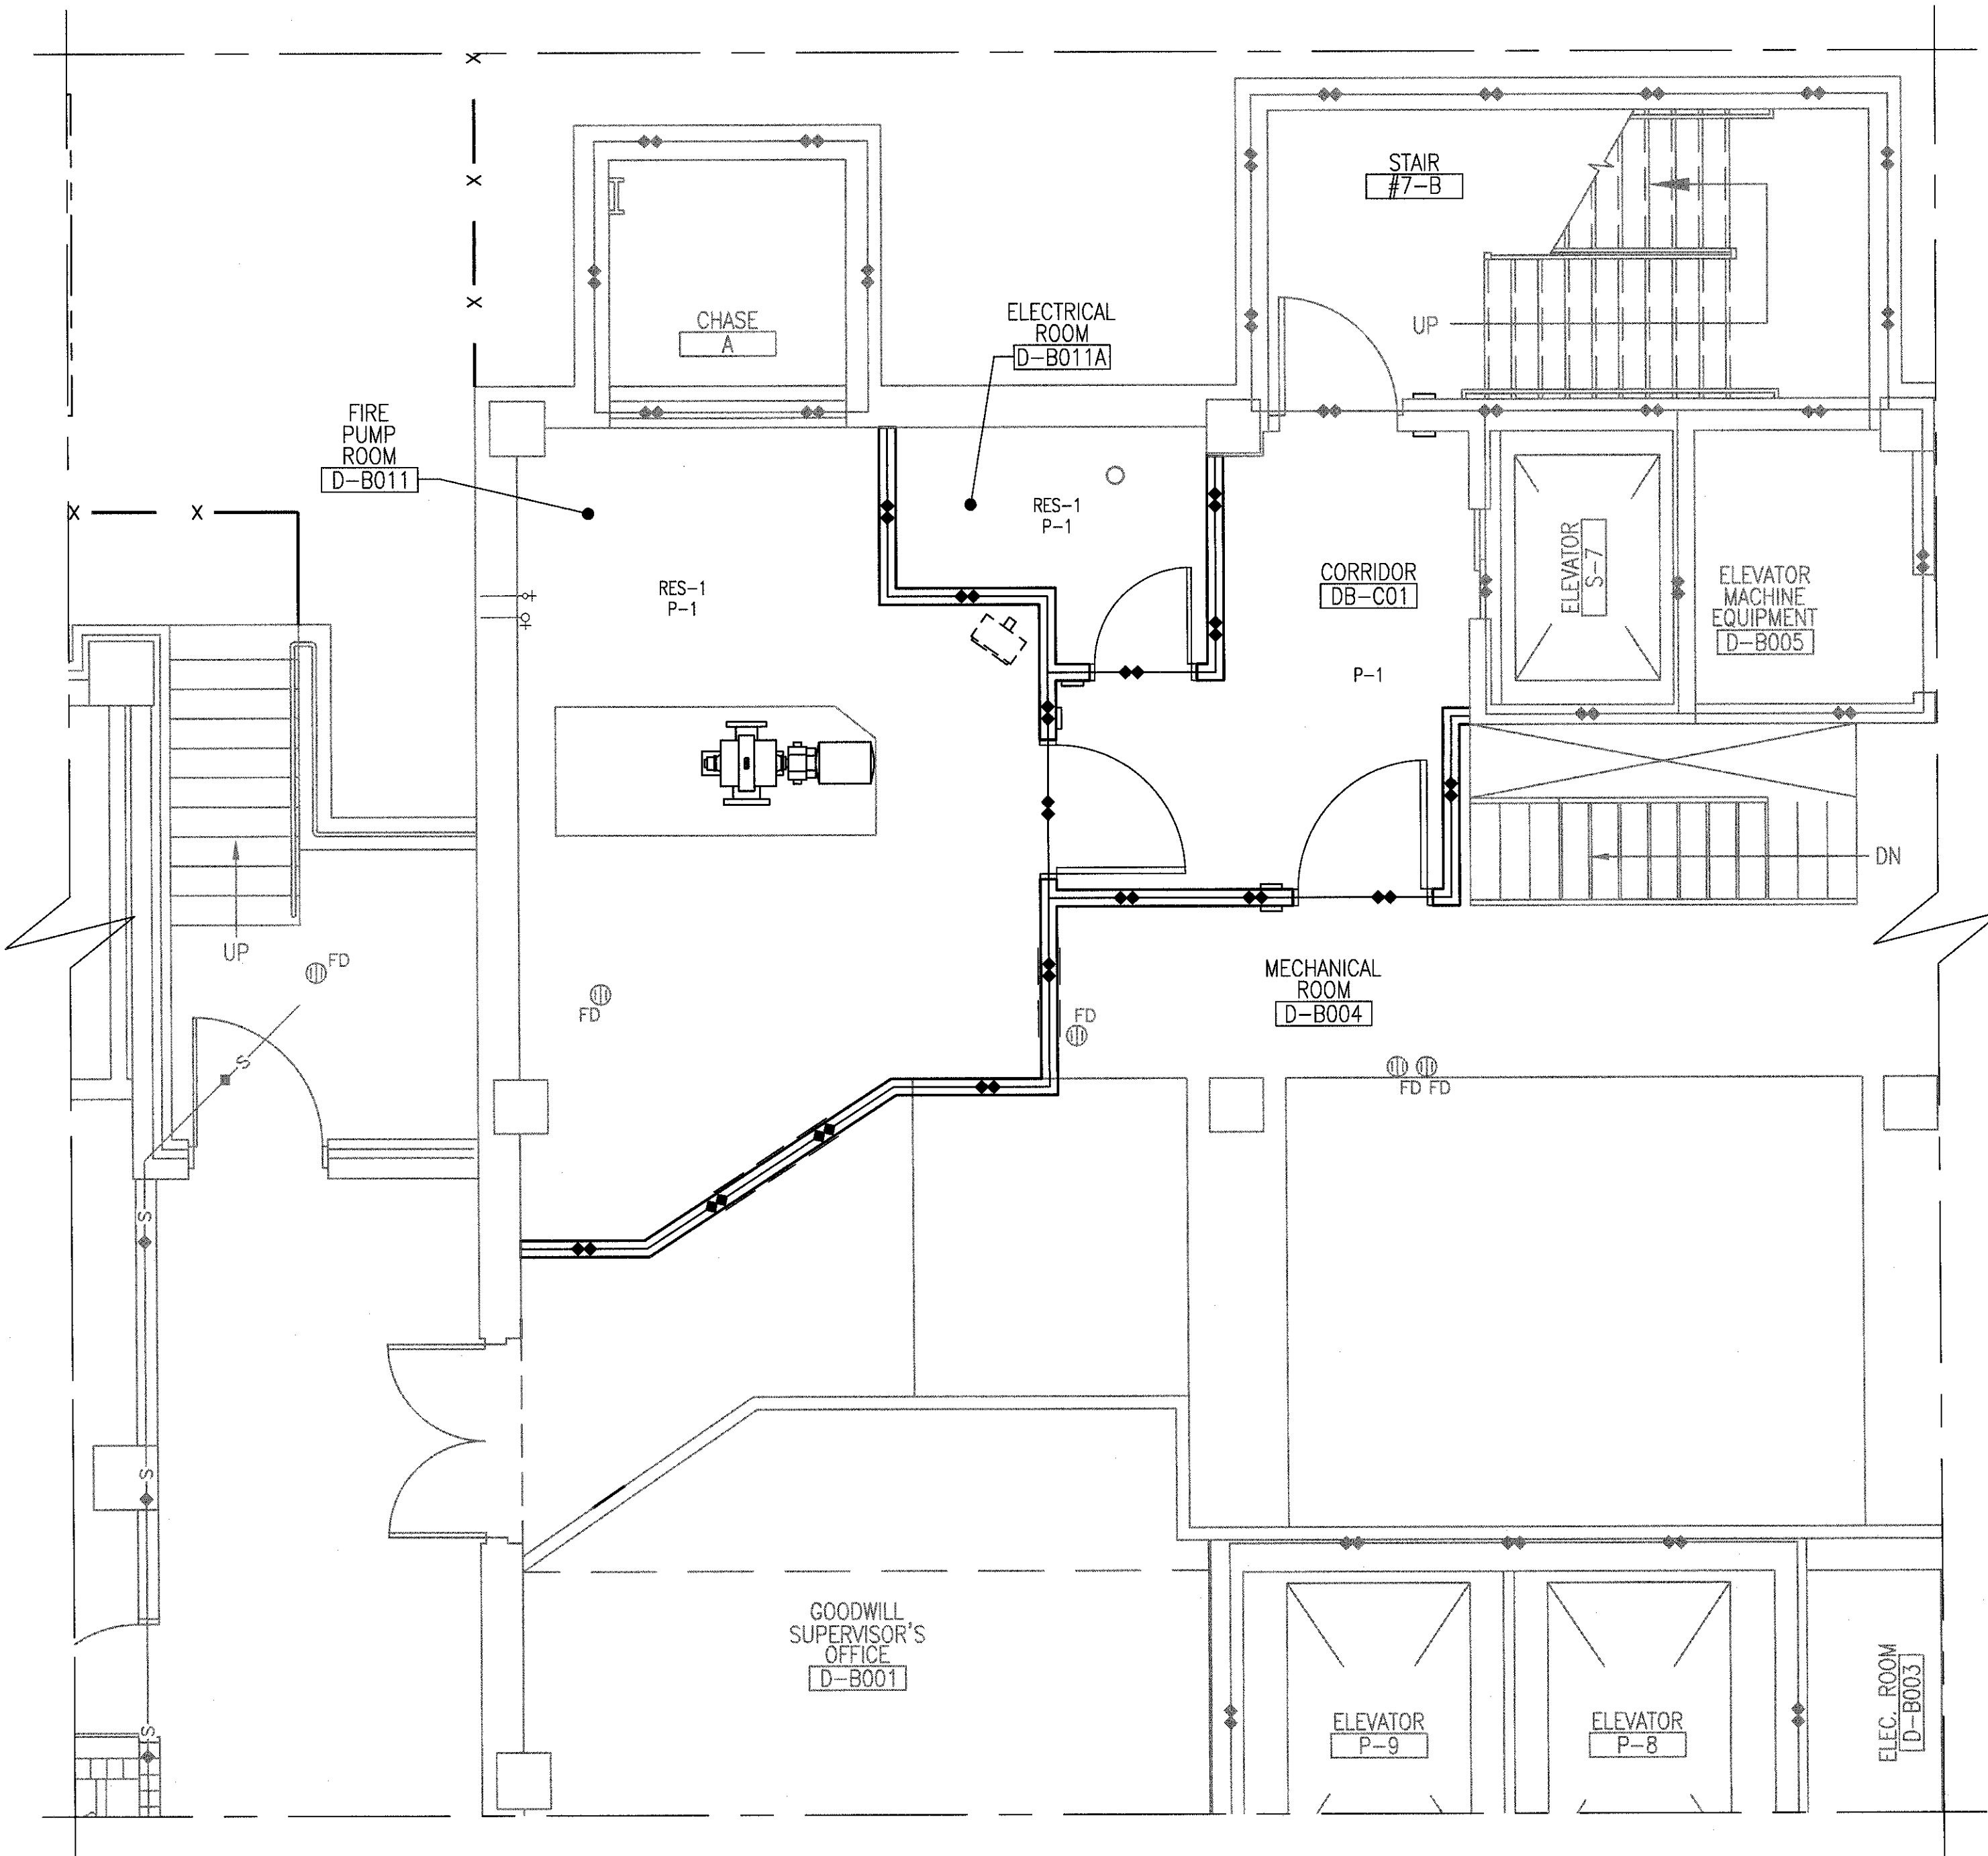 STAIR
#7-B
UP
CHASE
A
ELECTRICAL
ROOM
D-B011A
FIRE
PUMP
ROOM
D-B011
X
X
X
X
X
RES-1
P-1
RES-1
P-1
CORRIDOR
DB-C01
P-1
ELEVATOR
S-7
ELEVATOR
MACHINE
EQUIPMENT
D-B005
DN
UP
FD
FD
FD
MECHANICAL
ROOM
D-B004
FD FD
S
S
S
S
GOODWILL
SUPERVISOR'S
OFFICE
D-B001
ELEVATOR
P-9
ELEVATOR
P-8
ELEC. ROOM
D-B003